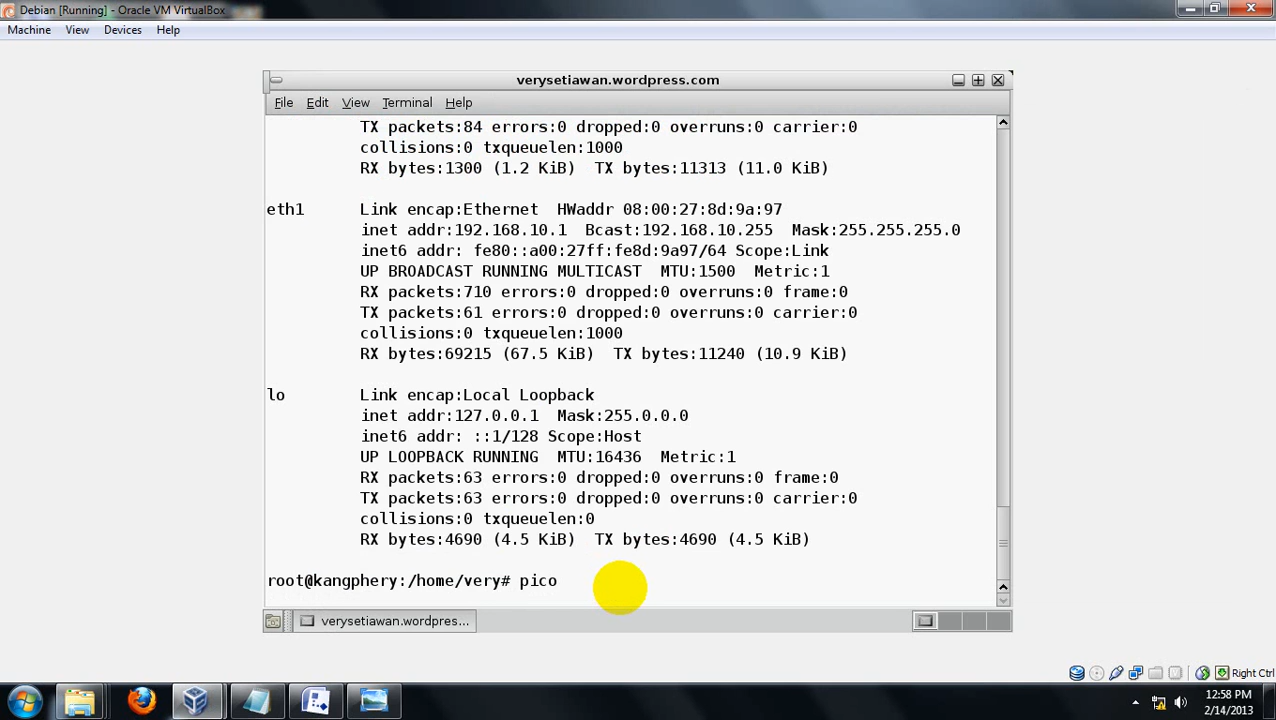 Debian [Running] - Oracle VM VirtualBox
Machine View Devices Help
verysetiawan.wordpress.com
File Edit View Terminal Help
TX packets:84 errors:0 dropped:0 overruns:0 carrier:0
collisions:0 txqueuelen:1000
RX bytes:1300 (1.2 KiB) TX bytes:11313 (11.0 KiB)
eth1 Link encap:Ethernet HWaddr 08:00:27:8d:9a:97
inet addr:192.168.10.1 Bcast:192.168.10.255 Mask:255.255.255.0
inet6 addr: fe80::a00:27ff:fe8d:9a97/64 Scope:Link
UP BROADCAST RUNNING MULTICAST MTU:1500 Metric:1
RX packets:710 errors:0 dropped:0 overruns:0 frame:0
TX packets:61 errors:0 dropped:0 overruns:0 carrier:0
collisions:0 txqueuelen:1000
RX bytes:69215 (67.5 KiB) TX bytes:11240 (10.9 KiB)
lo Link encap:Local Loopback
inet addr:127.0.0.1 Mask:255.0.0.0
inet6 addr: ::1/128 Scope:Host
UP LOOPBACK RUNNING MTU:16436 Metric:1
RX packets:63 errors:0 dropped:0 overruns:0 frame:0
TX packets:63 errors:0 dropped:0 overruns:0 carrier:0
collisions:0 txqueuelen:0
RX bytes:4690 (4.5 KiB) TX bytes:4690 (4.5 KiB)
root@kangphery:/home/very# pico
verysetiawan.wordpres...
Right Ctrl
12:58 PM
2/14/2013